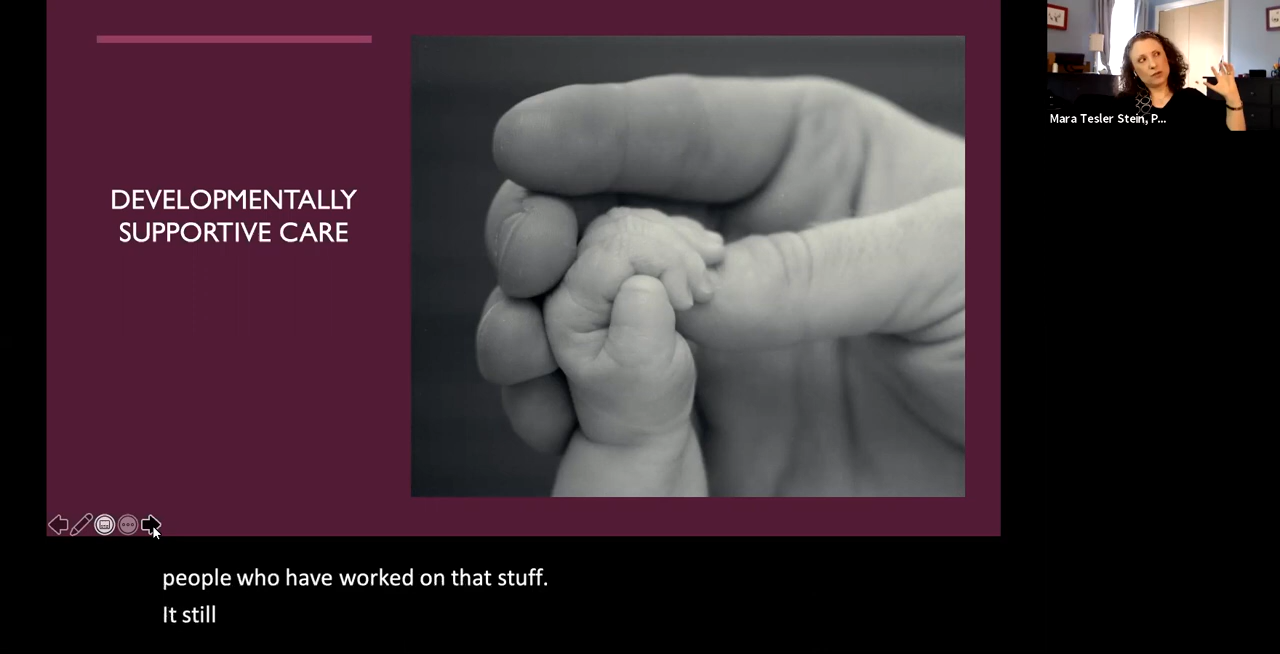 DEVELOPMENTALLY
SUPPORTIVE CARE
Mara Tesler Stein, P...
people who have worked on that stuff.
It still